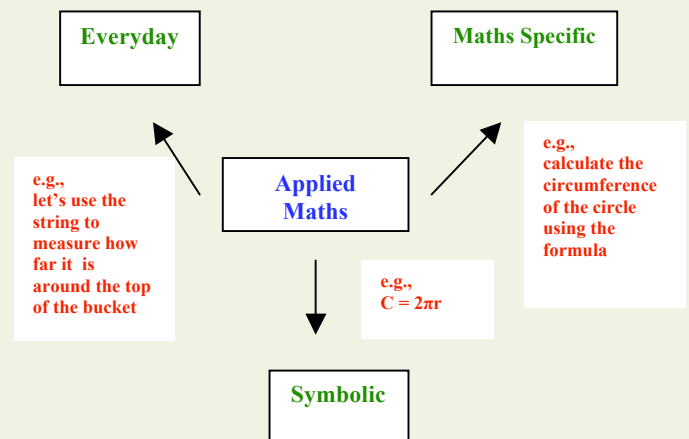 Everyday
Maths Specific
e.g.,
let’s use the
string to
measure how
far it is
around the top
of the bucket
Applied
Maths
e.g.,
calculate the
circumference
of the circle
using the
formula
e.g.,
C = 2πr
Symbolic